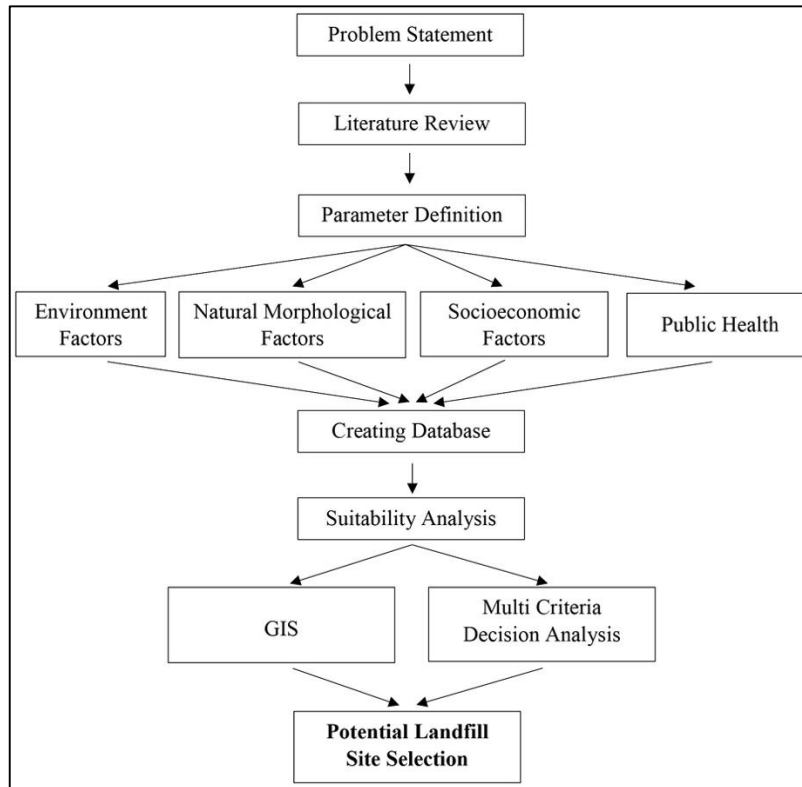 Problem Statement
Literature Review
Parameter Definition
Environment
Factors
Natural Morphological
Factors
Socioeconomic
Factors
Public Health
Creating Database
Suitability Analysis
GIS
Multi Criteria
Decision Analysis
Potential Landfill
Site Selection